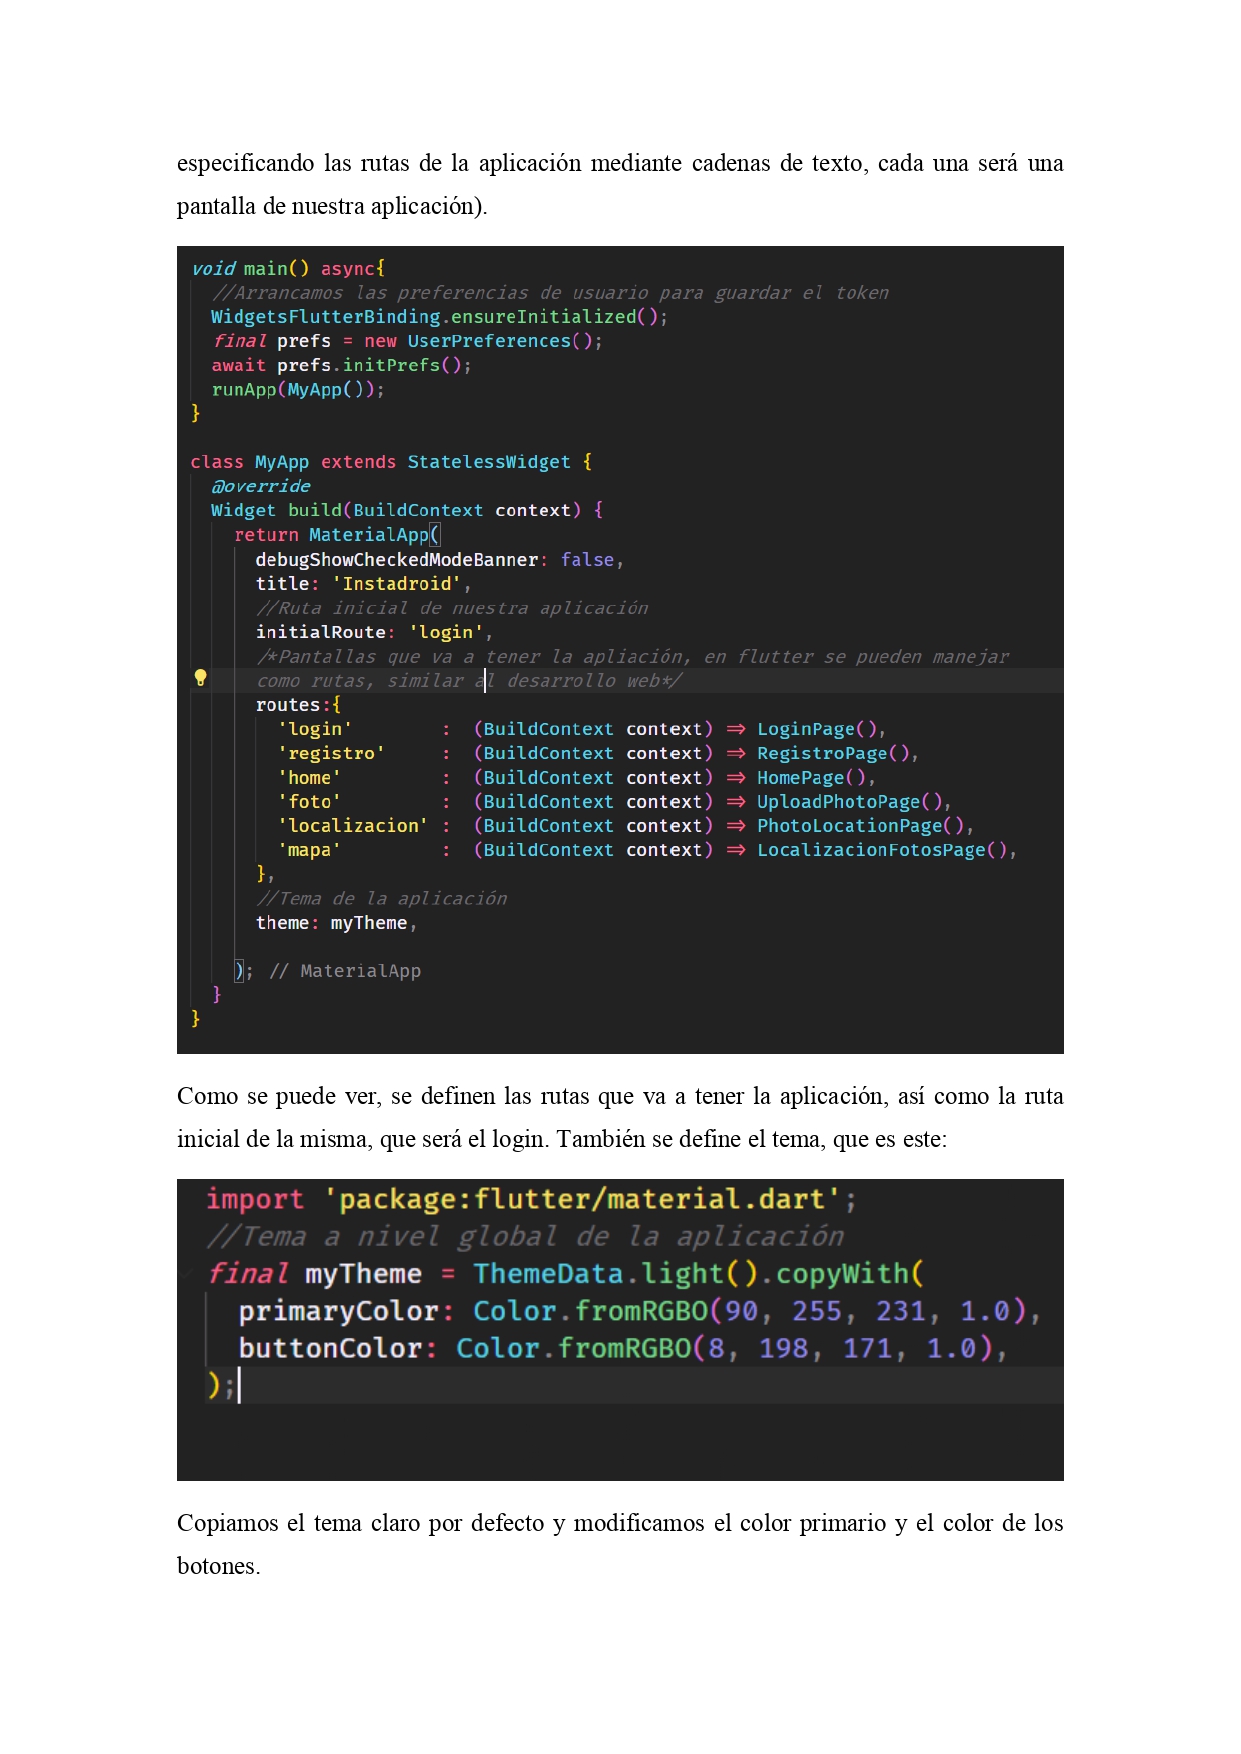 especificando las rutas de la aplicación mediante cadenas de texto, cada una será una
pantalla de nuestra aplicación).
void main() async{
//Arrancamos las preferencias de usuario para guardar el token
WidgetsFlutterBinding.ensureInitialized();
final prefs = new UserPreferences();
await prefs.initPrefs();
runApp(MyApp());
}
class MyApp extends StatelessWidget {
@override
Widget build(BuildContext context) {
return MaterialApp(
debugShowCheckedModeBanner: false,
title: 'Instadroid',
//Ruta inicial de nuestra aplicación
initialRoute: 'login',
/*Pantallas que va a tener la apliación, en flutter se pueden manejar
como rutas, similar al desarrollo web*/
routes:{
'login' : (BuildContext context) => LoginPage(),
'registro' : (BuildContext context) => RegistroPage(),
'home' : (BuildContext context) => HomePage(),
'foto' : (BuildContext context) => UploadPhotoPage(),
'localizacion' : (BuildContext context) => PhotoLocationPage(),
'mapa' : (BuildContext context) => LocalizacionFotosPage(),
},
//Tema de la aplicación
theme: myTheme,
); // MaterialApp
}
}
Como se puede ver, se definen las rutas que va a tener la aplicación, así como la ruta
inicial de la misma, que será el login. También se define el tema, que es este:
import 'package:flutter/material.dart';
//Tema a nivel global de la aplicación
final myTheme = ThemeData.light().copyWith(
primaryColor: Color.fromRGBO(90, 255, 231, 1.0),
buttonColor: Color.fromRGBO(8, 198, 171, 1.0),
);
Copiamos el tema claro por defecto y modificamos el color primario y el color de los
botones.